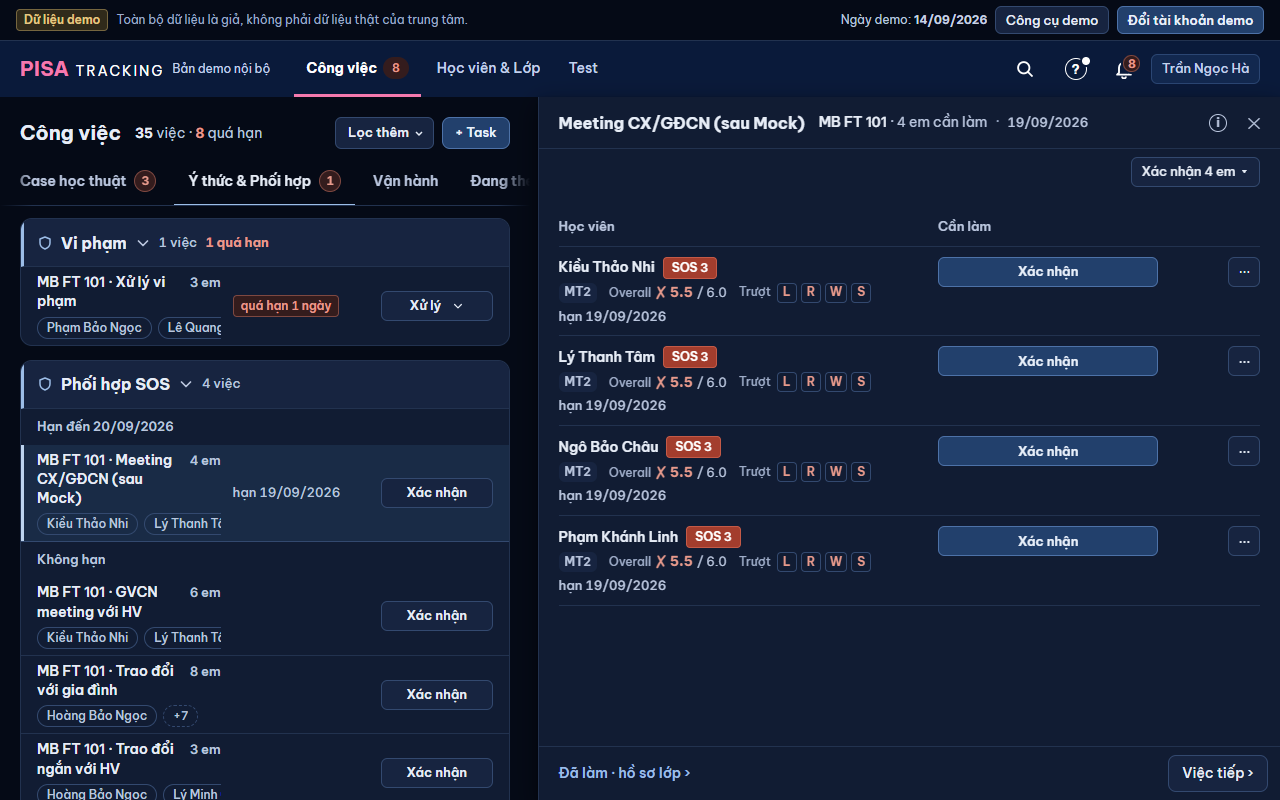 Dữ liệu demo Toàn bộ dữ liệu là giả, không phải dữ liệu thật của trung tâm. Ngày demo: 14/09/2026 Công cụ demo Đổi tài khoản demo
PISA TRACKING Bản demo nội bộ Công việc 8 Học viên & Lớp Test ? 8 Trần Ngọc Hà
Công việc 35 việc · 8 quá hạn Lọc thêm + Task
Case học thuật 3 Ý thức & Phối hợp 1 Vận hành Đang
Vi phạm 1 việc 1 quá hạn
MB FT 101 · Xử lý vi phạm 3 em
quá hạn 1 ngày Xử lý
Phạm Bảo Ngọc Lê Quang
Phối hợp SOS 4 việc
Hạn đến 20/09/2026
MB FT 101 · Meeting CX/GĐCN (sau Mock) 4 em
hạn 19/09/2026 Xác nhận
Kiều Thảo Nhi Lý Thanh
Không hạn
MB FT 101 · GVCN meeting với HV 6 em
Xác nhận
Kiều Thảo Nhi Lý Thanh
MB FT 101 · Trao đổi với gia đình 8 em
Xác nhận
Hoàng Bảo Ngọc +7
MB FT 101 · Trao đổi ngắn với HV 3 em
Xác nhận
Hoàng Bảo Ngọc Lý Minh
Meeting CX/GĐCN (sau Mock) MB FT 101 · 4 em cần làm · 19/09/2026
Xác nhận 4 em
Học viên Cần làm
Kiều Thảo Nhi SOS 3 Xác nhận ...
MT2 Overall ✗ 5.5 / 6.0 Trượt L R W S
hạn 19/09/2026
Lý Thanh Tâm SOS 3 Xác nhận ...
MT2 Overall ✗ 5.5 / 6.0 Trượt L R W S
hạn 19/09/2026
Ngô Bảo Châu SOS 3 Xác nhận ...
MT2 Overall ✗ 5.5 / 6.0 Trượt L R W S
hạn 19/09/2026
Phạm Khánh Linh SOS 3 Xác nhận ...
MT2 Overall ✗ 5.5 / 6.0 Trượt L R W S
hạn 19/09/2026
Đã làm · hồ sơ lớp › Việc tiếp ›